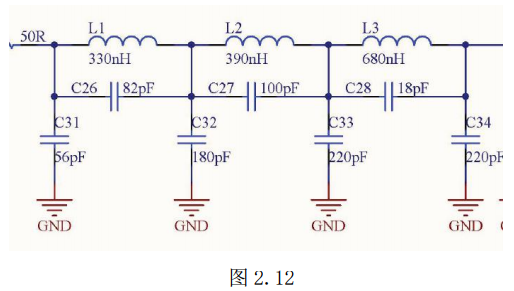 50R
L1 L2 L3
330nH 390nH 680nH
C26 82pF C27 100pF C28 18pF
C31 C32 C33 C34
56pF 180pF 220pF 220pF
GND GND GND GND
图 2.12